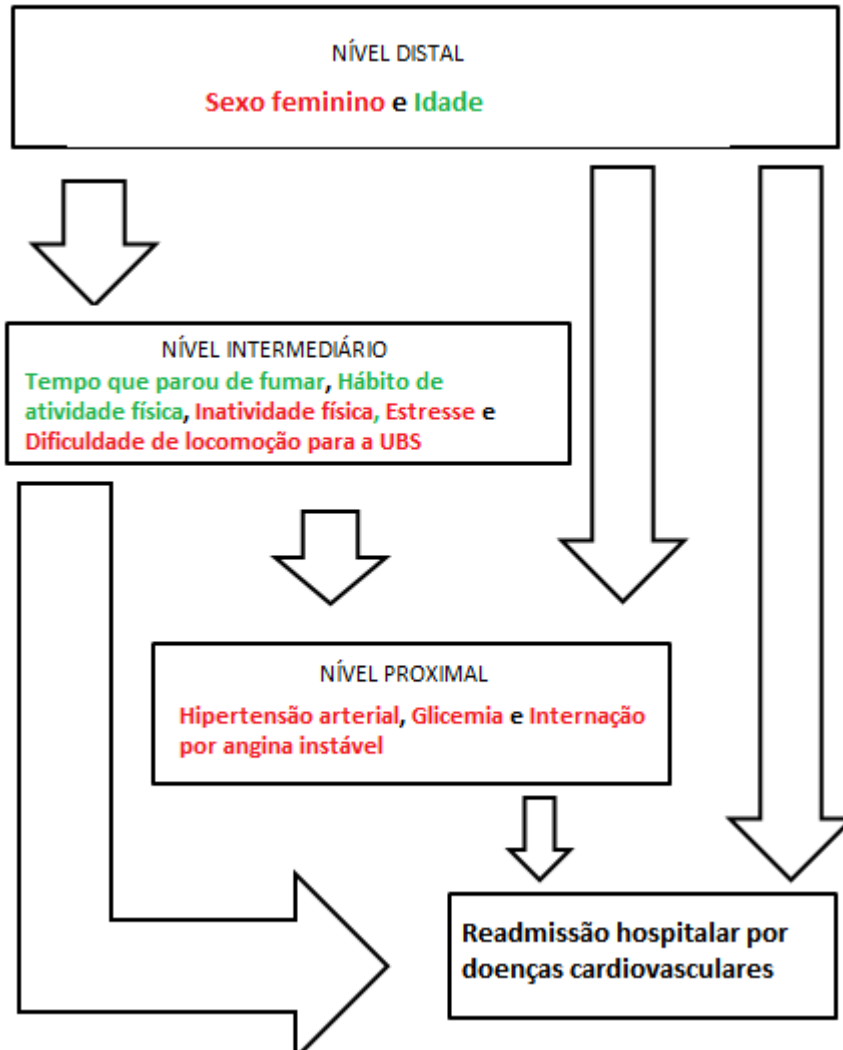 NÍVEL DISTAL
Sexo feminino e Idade
NÍVEL INTERMEDIÁRIO
Tempo que parou de fumar, Hábito de
atividade física, Inatividade física, Estresse e
Dificuldade de locomoção para a UBS
NÍVEL PROXIMAL
Hipertensão arterial, Glicemia e Internação
por angina instável
Readmissão hospitalar por
doenças cardiovasculares